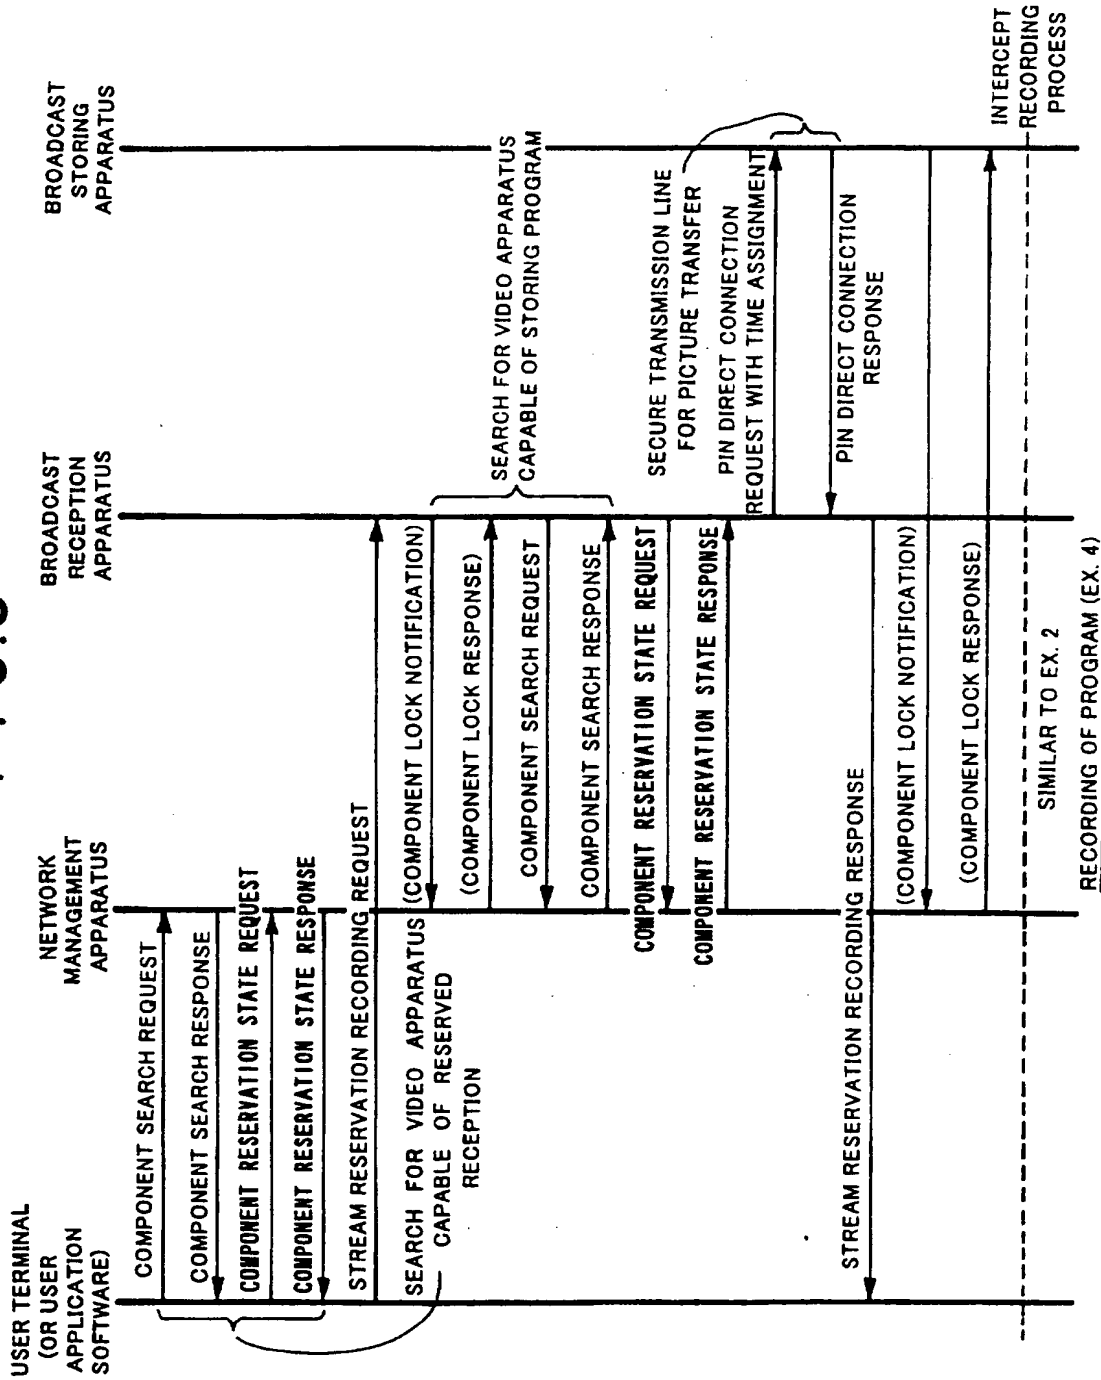 USER TERMINAL
(OR USER
APPLICATION
SOFTWARE)
NETWORK
MANAGEMENT
APPARATUS
BROADCAST
RECEPTION
APPARATUS
BROADCAST
STORING
APPARATUS
COMPONENT SEARCH REQUEST
COMPONENT SEARCH RESPONSE
COMPONENT RESERVATION STATE REQUEST
COMPONENT RESERVATION STATE RESPONSE
STREAM RESERVATION RECORDING REQUEST
SEARCH FOR VIDEO APPARATUS
CAPABLE OF RESERVED
RECEPTION
(COMPONENT LOCK NOTIFICATION)
(COMPONENT LOCK RESPONSE)
COMPONENT SEARCH REQUEST
COMPONENT SEARCH RESPONSE
SEARCH FOR VIDEO APPARATUS
CAPABLE OF STORING PROGRAM
COMPONENT RESERVATION STATE REQUEST
COMPONENT RESERVATION STATE RESPONSE
SECURE TRANSMISSION LINE
FOR PICTURE TRANSFER
PIN DIRECT CONNECTION
REQUEST WITH TIME ASSIGNMENT
PIN DIRECT CONNECTION
RESPONSE
STREAM RESERVATION RECORDING RESPONSE
(COMPONENT LOCK NOTIFICATION)
(COMPONENT LOCK RESPONSE)
INTERCEPT
RECORDING
PROCESS
SIMILAR TO EX. 2
RECORDING OF PROGRAM (EX. 4)